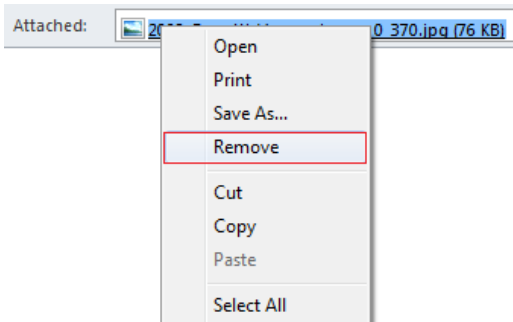 Attached: 0_370.jpg (76 KB)
Open
Print
Save As...
Remove
Cut
Copy
Paste
Select All